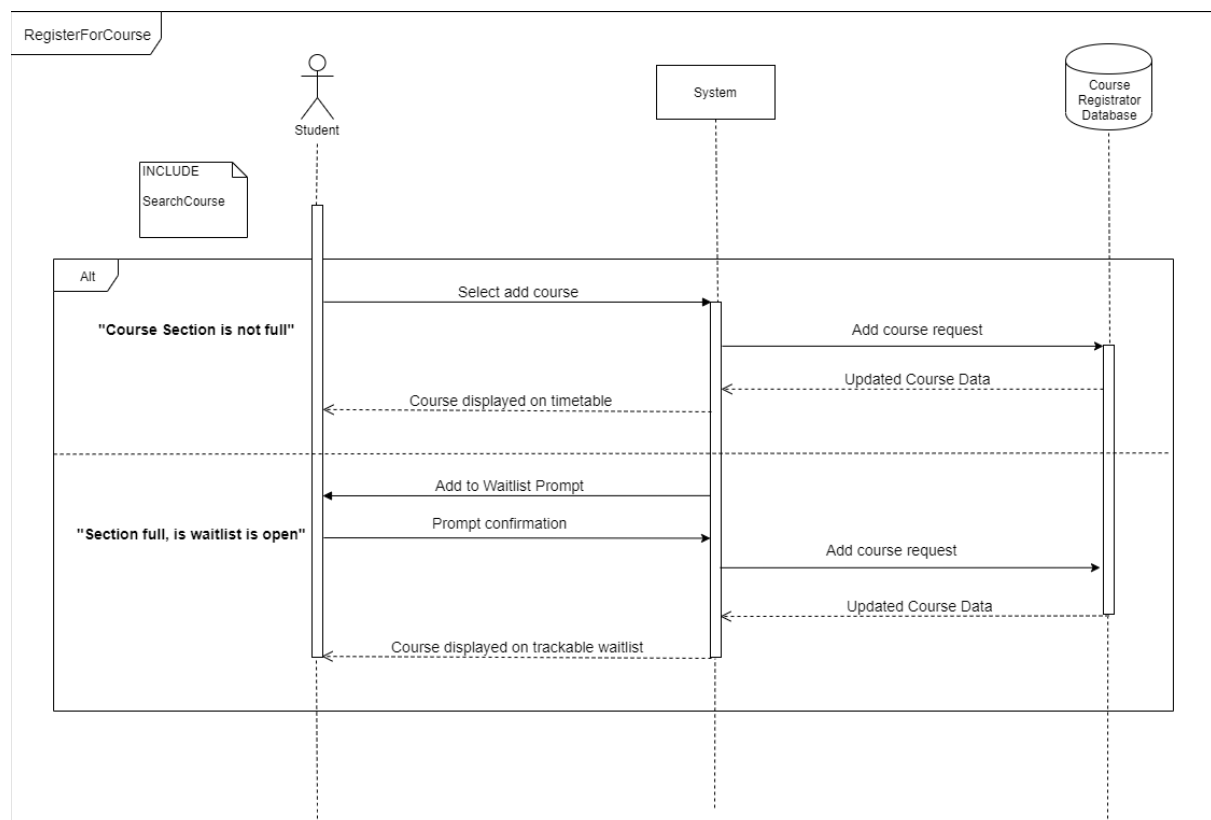 RegisterForCourse
Student
System
Course
Registrator
Database
INCLUDE
SearchCourse
Alt
Select add course
"Course Section is not full"
Add course request
Updated Course Data
Course displayed on timetable
Add to Waitlist Prompt
Prompt confirmation
"Section full, is waitlist is open"
Add course request
Updated Course Data
Course displayed on trackable waitlist